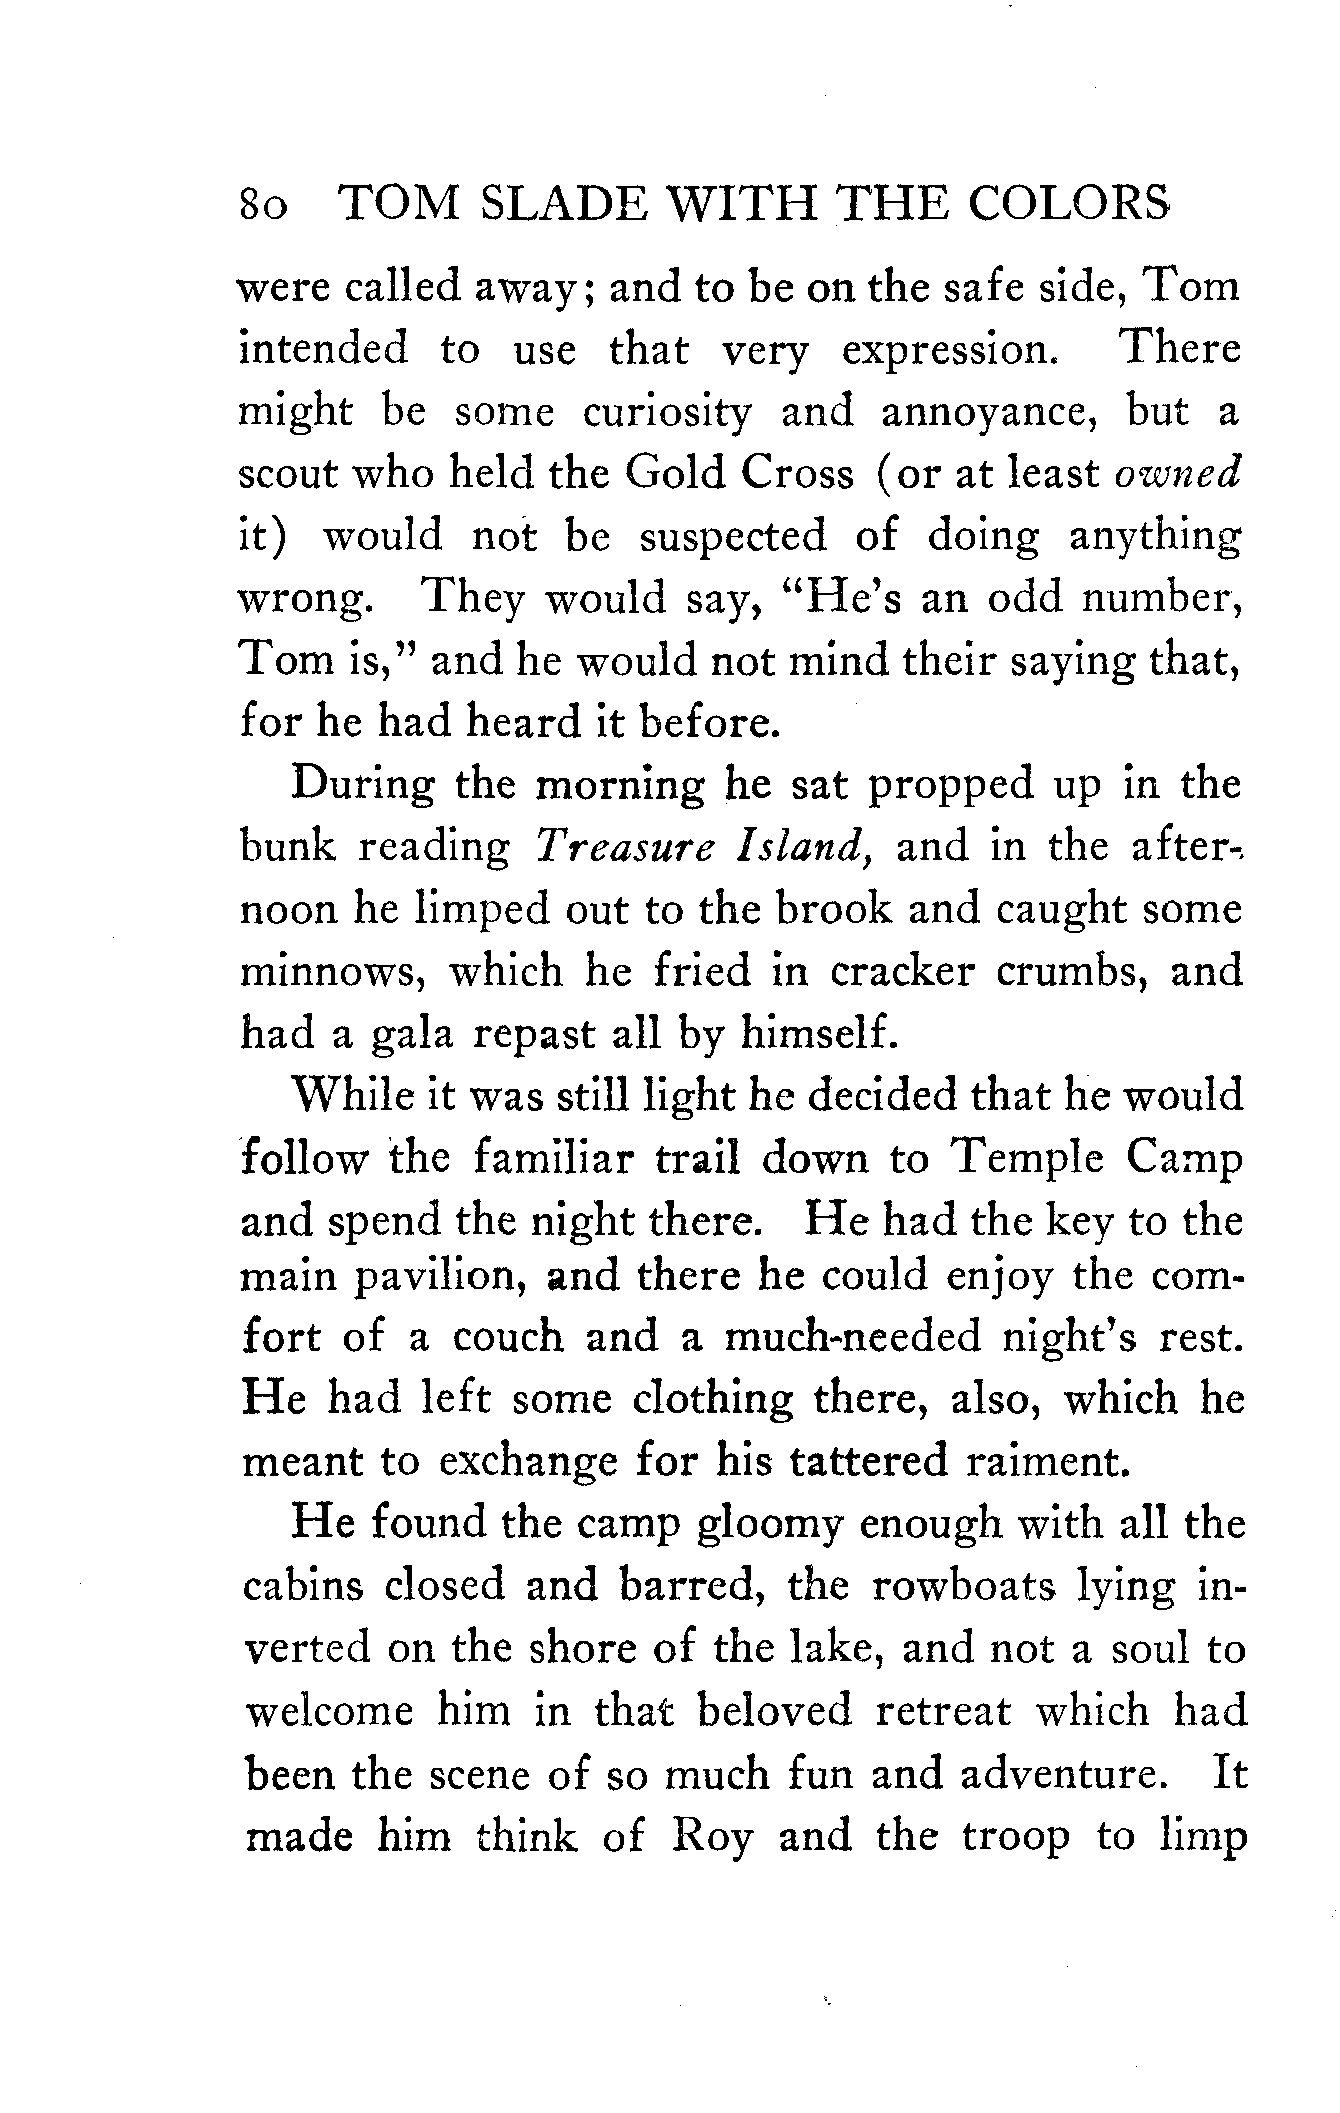 80 TOM SLADE WITH THE COLORS
were called away; and to be on the safe side, Tom
intended to use that very expression. There
might be some curiosity and annoyance, but a
scout who held the Gold Cross (or at least owned
it) would not be suspected of doing anything
wrong. They would say, "He's an odd number,
Tom is," and he would not mind their saying that,
for he had heard it before.
During the morning he sat propped up in the
bunk reading Treasure Island, and in the after-
noon he limped out to the brook and caught some
minnows, which he fried in cracker crumbs, and
had a gala repast all by himself.
While it was still light he decided that he would
follow the familiar trail down to Temple Camp
and spend the night there. He had the key to the
main pavilion, and there he could enjoy the com-
fort of a couch and a much-needed night's rest.
He had left some clothing there, also, which he
meant to exchange for his tattered raiment.
He found the camp gloomy enough with all the
cabins closed and barred, the rowboats lying in-
verted on the shore of the lake, and not a soul to
welcome him in that beloved retreat which had
been the scene of so much fun and adventure. It
made him think of Roy and the troop to limp